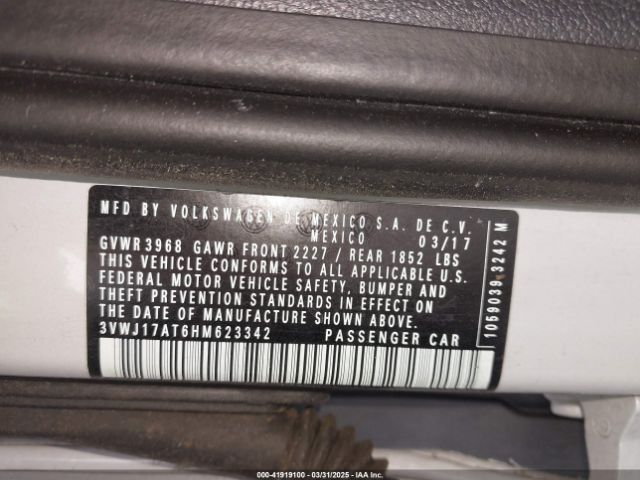 MFD BY VOLKSWAGEN DE MEXICO S.A. DE C.V.
MEXICO 03/17
GVWR 3968 GAWR FRONT 2227 / REAR 1852 LBS
THIS VEHICLE CONFORMS TO ALL APPLICABLE U.S.
FEDERAL MOTOR VEHICLE SAFETY, BUMPER AND
THEFT PREVENTION STANDARDS IN EFFECT ON
THE DATE OF MANUFACTURE SHOWN ABOVE.
3VWJ17AT6HM623342 PASSENGER CAR
10590393242 M
000-41919100 - 03/31/2025 - IAA Inc.